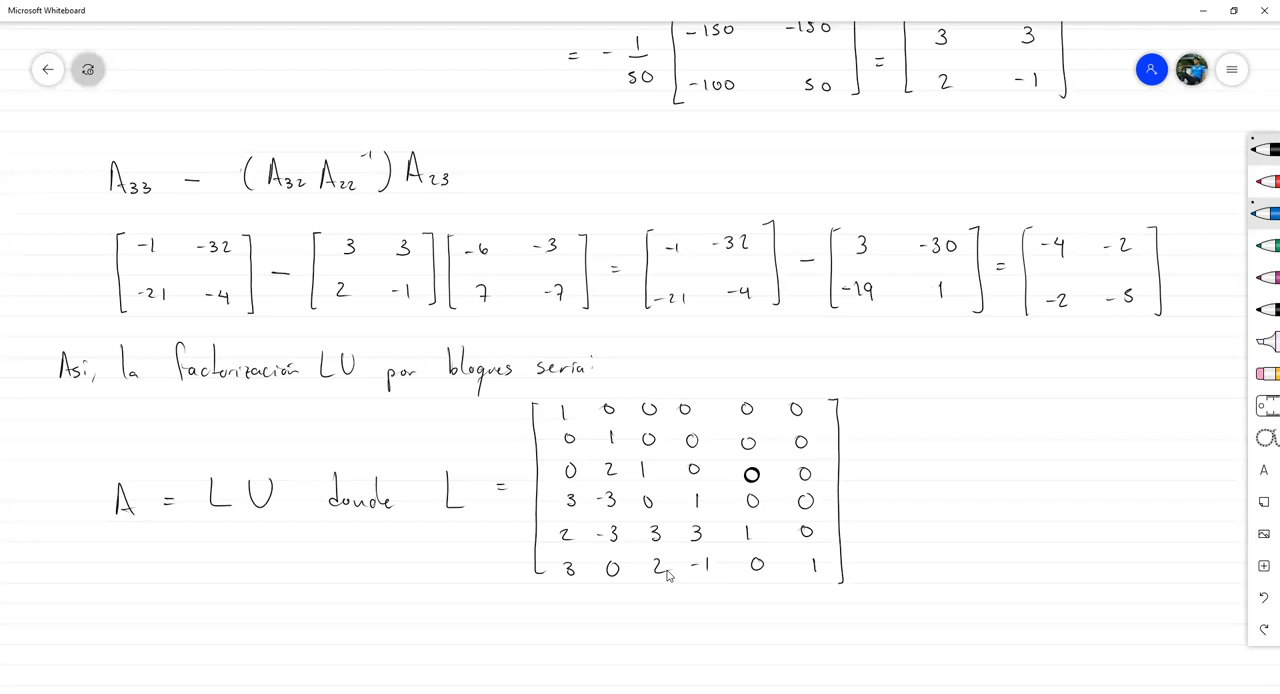 Microsoft Whiteboard
= - 1/50 [ -150 -150 ; -100 50 ] = [ 3 3 ; 2 -1 ]
A33 - (A32 A22^-1) A23
[ -1 -32 ; -21 -4 ] - [ 3 3 ; 2 -1 ] [ -6 -3 ; 7 -7 ] = [ -1 -32 ; -21 -4 ] - [ 3 -30 ; -19 1 ] = [ -4 -2 ; -2 -5 ]
Asi, la factorización LU por bloques sería:
A = LU donde L =
1 0 0 0 0 0
0 1 0 0 0 0
0 2 1 0 0 0
3 -3 0 1 0 0
2 -3 3 3 1 0
3 0 2 -1 0 1
A